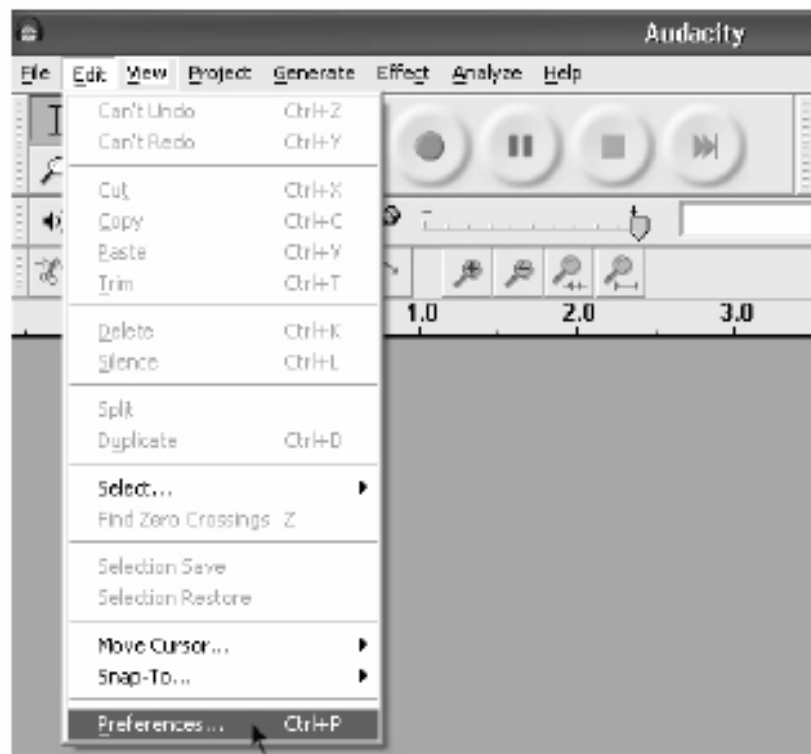 Audacity
File Edit View Project Generate Effect Analyze Help
Can't Undo Ctrl+Z
Can't Redo Ctrl+Y
Cut Ctrl+X
Copy Ctrl+C
Paste Ctrl+V
Trim Ctrl+T
1.0 2.0 3.0
Delete Ctrl+K
Silence Ctrl+L
Split
Duplicate Ctrl+D
Select...
Find Zero Crossings Z
Selection Save
Selection Restore
Move Cursor...
Snap-To...
Preferences... Ctrl+P